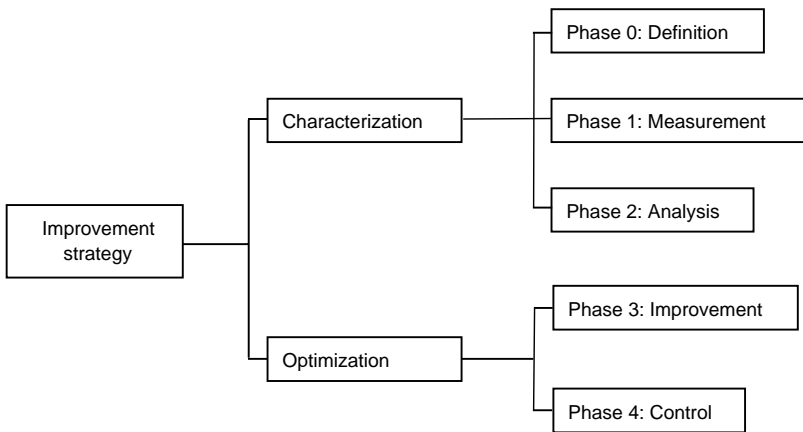 Phase 0: Definition
Characterization
Phase 1: Measurement
Phase 2: Analysis
Improvement
strategy
Phase 3: Improvement
Optimization
Phase 4: Control